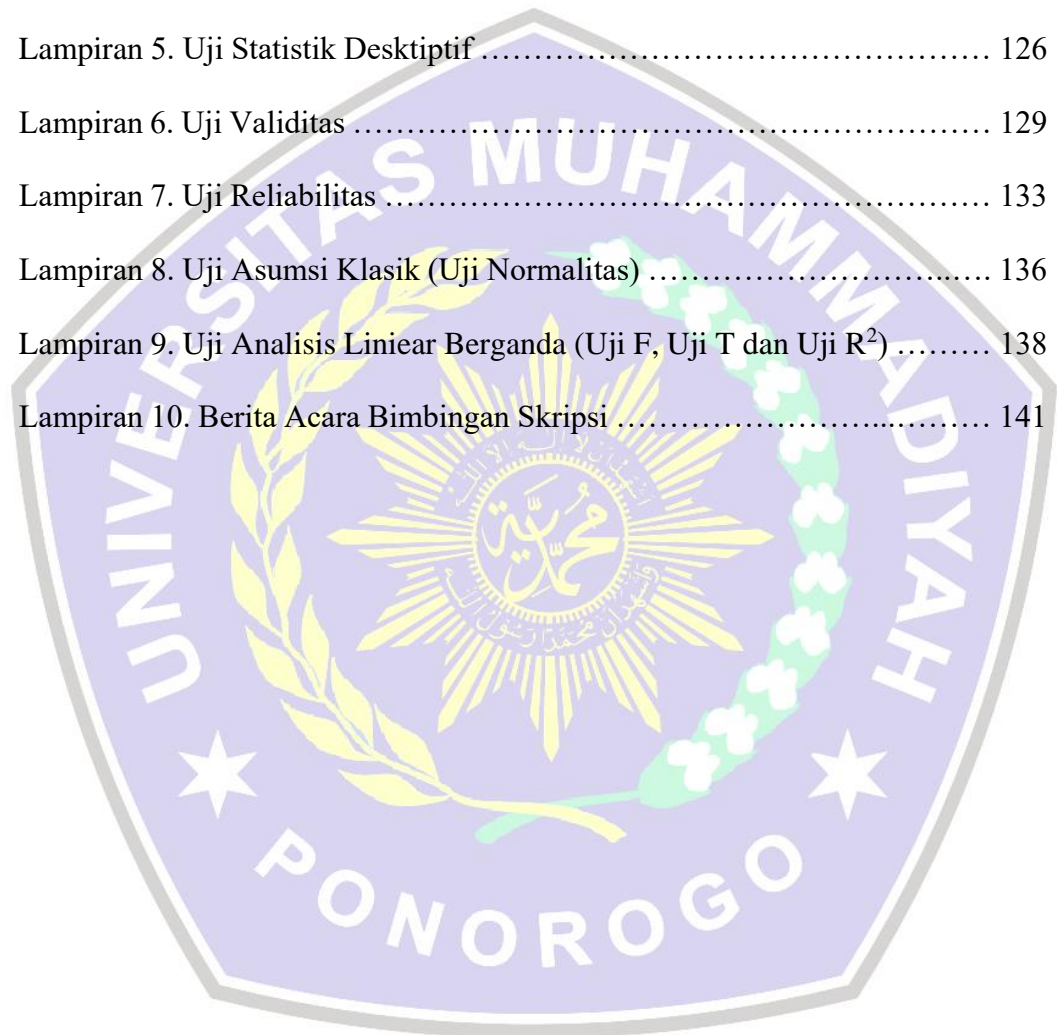 Lampiran 5. Uji Statistik Desktiptif …………………………………………… 126
Lampiran 6. Uji Validitas ……………………………………………………… 129
Lampiran 7. Uji Reliabilitas …………………………………………………… 133
Lampiran 8. Uji Asumsi Klasik (Uji Normalitas) …………………………..…. 136
Lampiran 9. Uji Analisis Liniear Berganda (Uji F, Uji T dan Uji R²) ……… 138
Lampiran 10. Berita Acara Bimbingan Skripsi ……………………...………. 141
UNIVERSITAS MUHAMMADIYAH
محمدية
PONOROGO